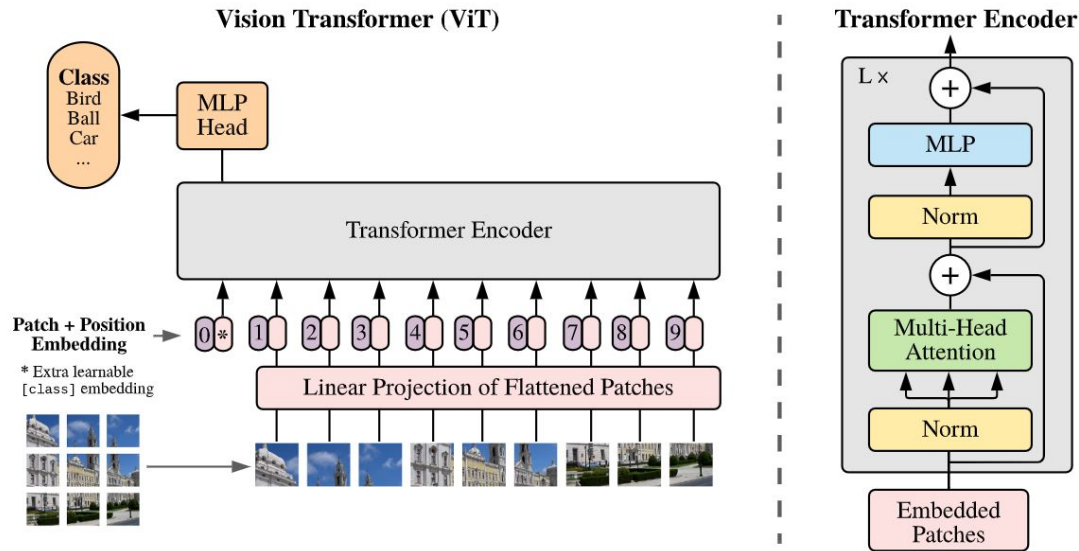 Vision Transformer (ViT)
Class
Bird
Ball
Car
...
MLP
Head
Transformer Encoder
Patch + Position
Embedding
0 * 1 2 3 4 5 6 7 8 9
* Extra learnable
[class] embedding
Linear Projection of Flattened Patches
Transformer Encoder
L ×
+
MLP
Norm
+
Multi-Head
Attention
Norm
Embedded
Patches